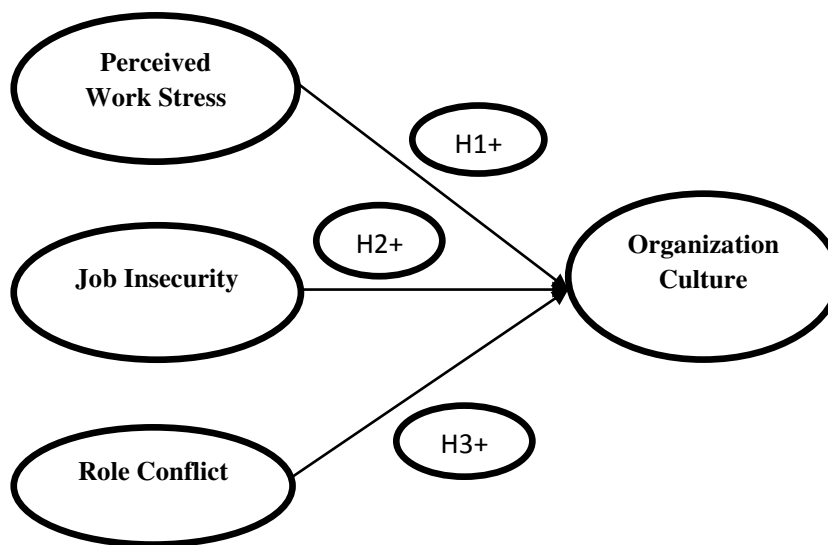 Perceived
Work Stress
H1+
H2+
Job Insecurity
Organization
Culture
H3+
Role Conflict